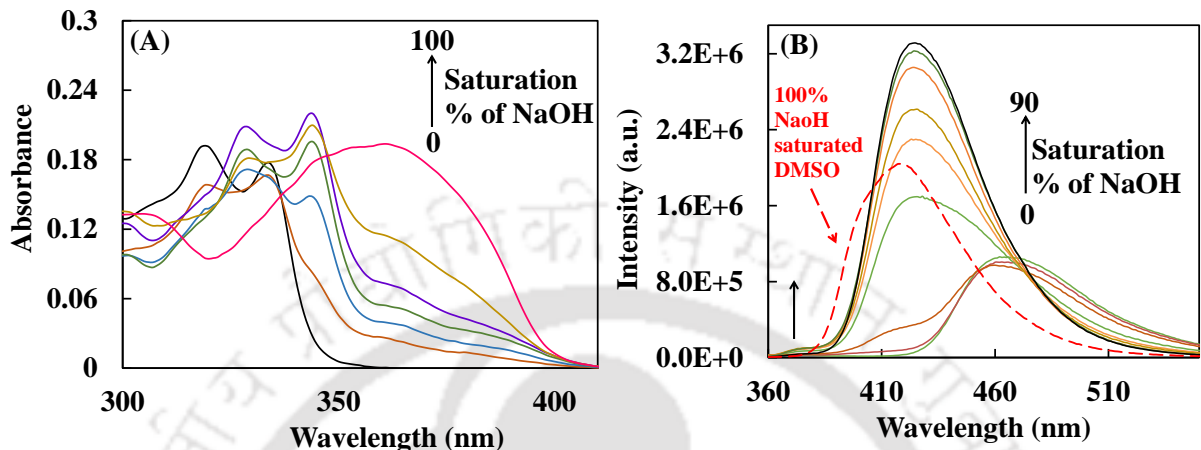 (A)
100
Saturation
% of NaOH
0
0.3
0.24
0.18
0.12
0.06
0
Absorbance
300
350
400
Wavelength (nm)
(B)
3.2E+6
2.4E+6
1.6E+6
8.0E+5
0.0E+0
Intensity (a.u.)
100%
NaoH
saturated
DMSO
90
Saturation
% of NaOH
0
360
410
460
510
Wavelength (nm)